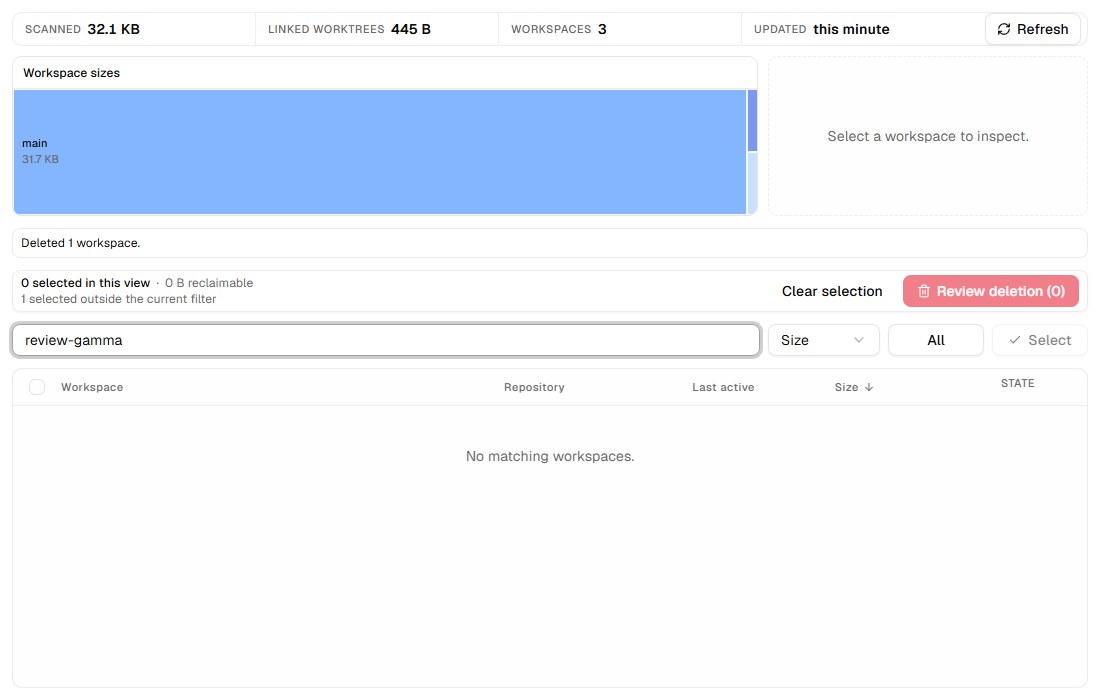 SCANNED 32.1 KB
LINKED WORKTREES 445 B
WORKSPACES 3
UPDATED this minute
Refresh
Workspace sizes
main
31.7 KB
Select a workspace to inspect.
Deleted 1 workspace.
0 selected in this view · 0 B reclaimable
1 selected outside the current filter
Clear selection
Review deletion (0)
review-gamma
Size
All
Select
Workspace
Repository
Last active
Size ↓
STATE
No matching workspaces.